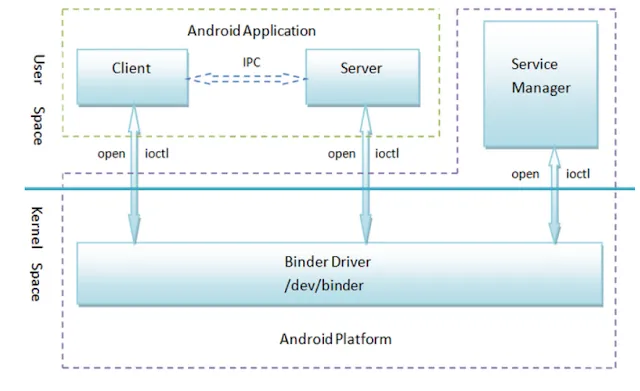 Android Application
User Space
Client
IPC
Server
Service
Manager
open ioctl
open ioctl
open ioctl
Kernel Space
Binder Driver
/dev/binder
Android Platform